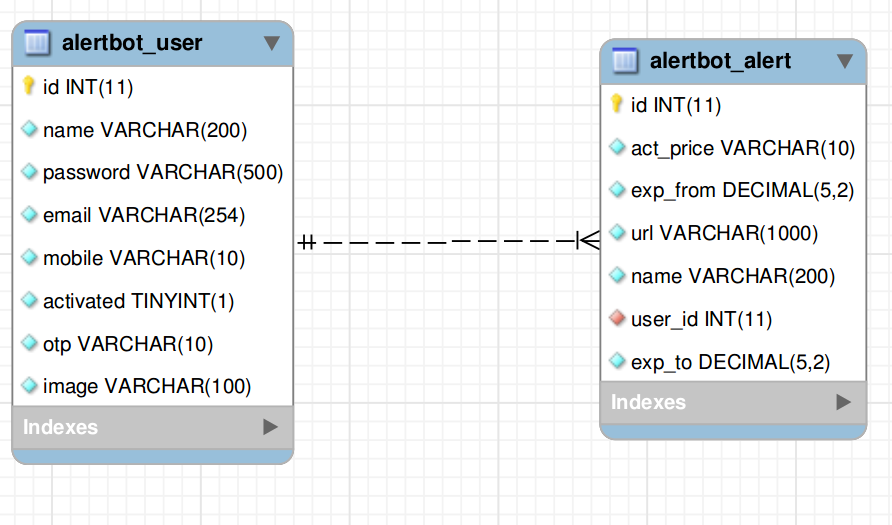 alertbot_user
id INT(11)
name VARCHAR(200)
password VARCHAR(500)
email VARCHAR(254)
mobile VARCHAR(10)
activated TINYINT(1)
otp VARCHAR(10)
image VARCHAR(100)
Indexes
alertbot_alert
id INT(11)
act_price VARCHAR(10)
exp_from DECIMAL(5,2)
url VARCHAR(1000)
name VARCHAR(200)
user_id INT(11)
exp_to DECIMAL(5,2)
Indexes